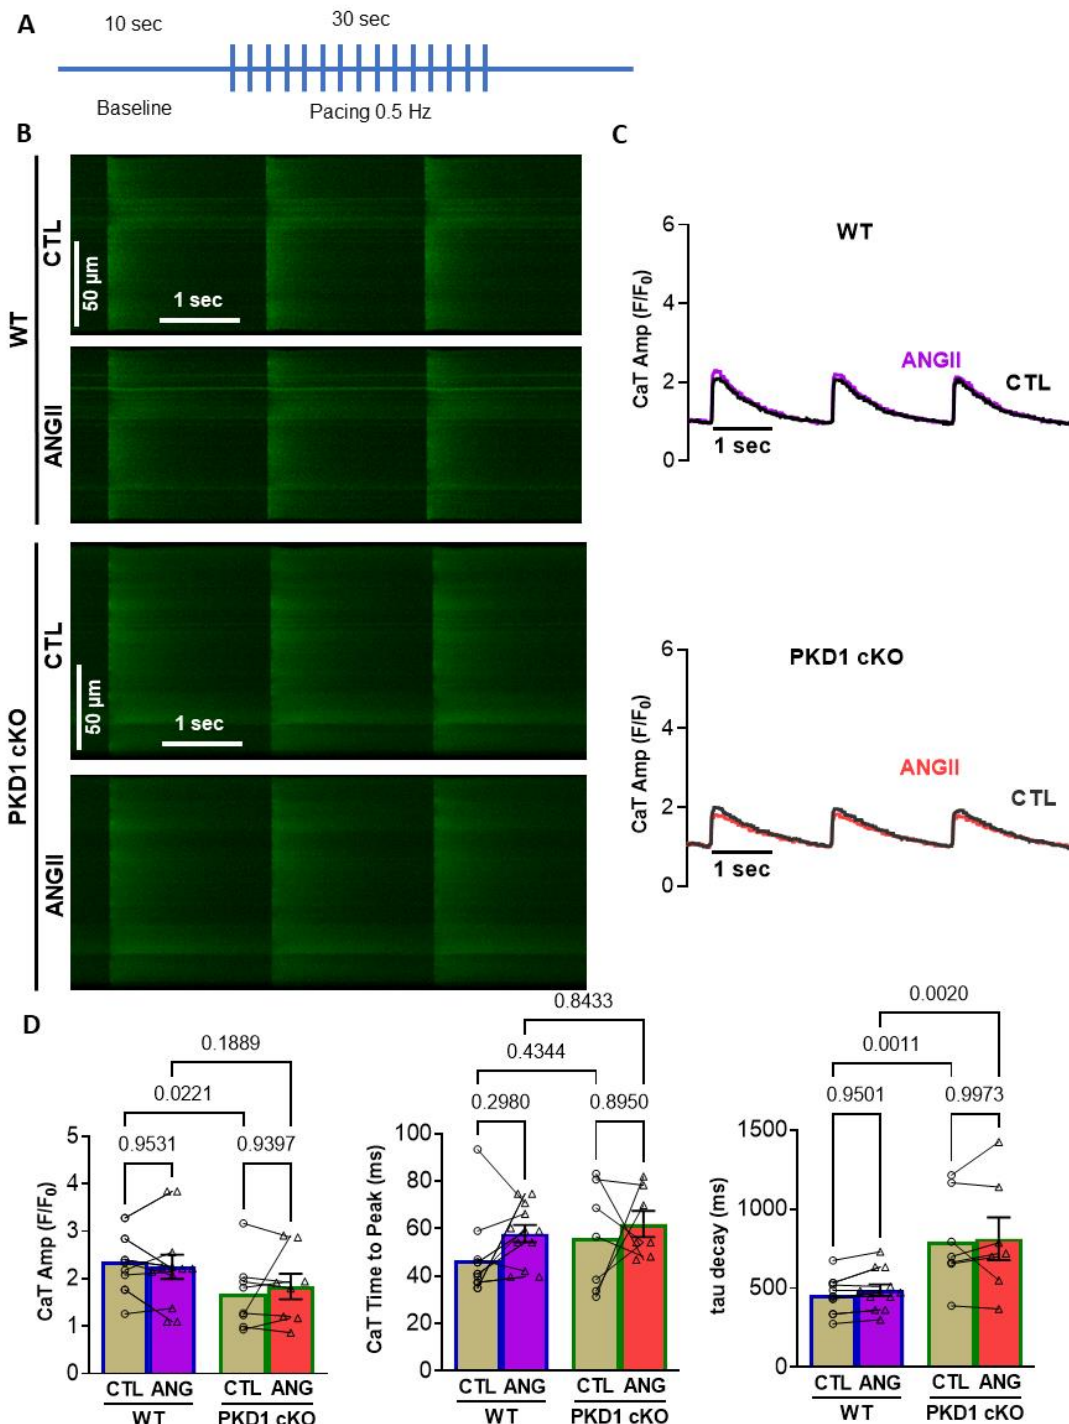 A
10 sec
30 sec
Baseline
Pacing 0.5 Hz
B
WT
CTL
50 µm
1 sec
ANGII
PKD1 cKO
CTL
50 µm
1 sec
ANGII
C
WT
CaT Amp (F/F₀)
6
4
2
0
ANGII
CTL
1 sec
PKD1 cKO
CaT Amp (F/F₀)
6
4
2
0
ANGII
CTL
1 sec
D
0.1889
0.0221
0.9531
0.9397
CaT Amp (F/F₀)
5
4
3
2
1
0
CTL ANG CTL ANG
WT PKD1 cKO
0.8433
0.4344
0.2980
0.8950
CaT Time to Peak (ms)
100
80
60
40
20
0
CTL ANG CTL ANG
WT PKD1 cKO
0.0020
0.0011
0.9501
0.9973
tau decay (ms)
1500
1000
500
0
CTL ANG CTL ANG
WT PKD1 cKO